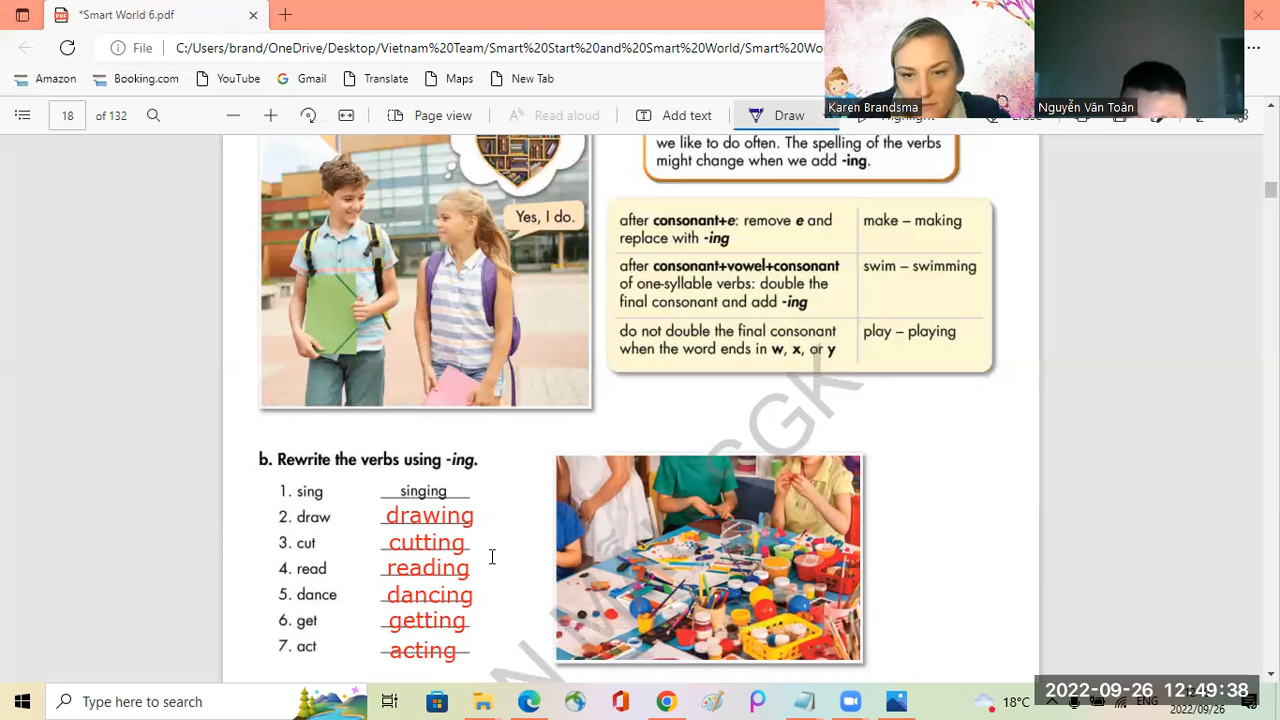 *Smart World 6.pdf
File
C:/Users/brand/OneDrive/Desktop/Vietnam Team/Smart Start and Smart World/Smart Wo
Amazon
Booking.com
YouTube
Gmail
Translate
Maps
New Tab
18 of 132
Page view
Read aloud
Add text
Draw
Karen Brandsma
Nguyễn Văn Toàn
we like to do often. The spelling of the verbs
might change when we add -ing.
Yes, I do.
after consonant+e: remove e and
replace with -ing
make – making
after consonant+vowel+consonant
of one-syllable verbs: double the
final consonant and add -ing
swim – swimming
do not double the final consonant
when the word ends in w, x, or y
play – playing
SGK
b. Rewrite the verbs using -ing.
1. sing singing
2. draw drawing
3. cut cutting
4. read reading
5. dance dancing
6. get getting
7. act acting
Type here to search
18°C
ENG
2022-09-26 12:49:38
2022/09/26